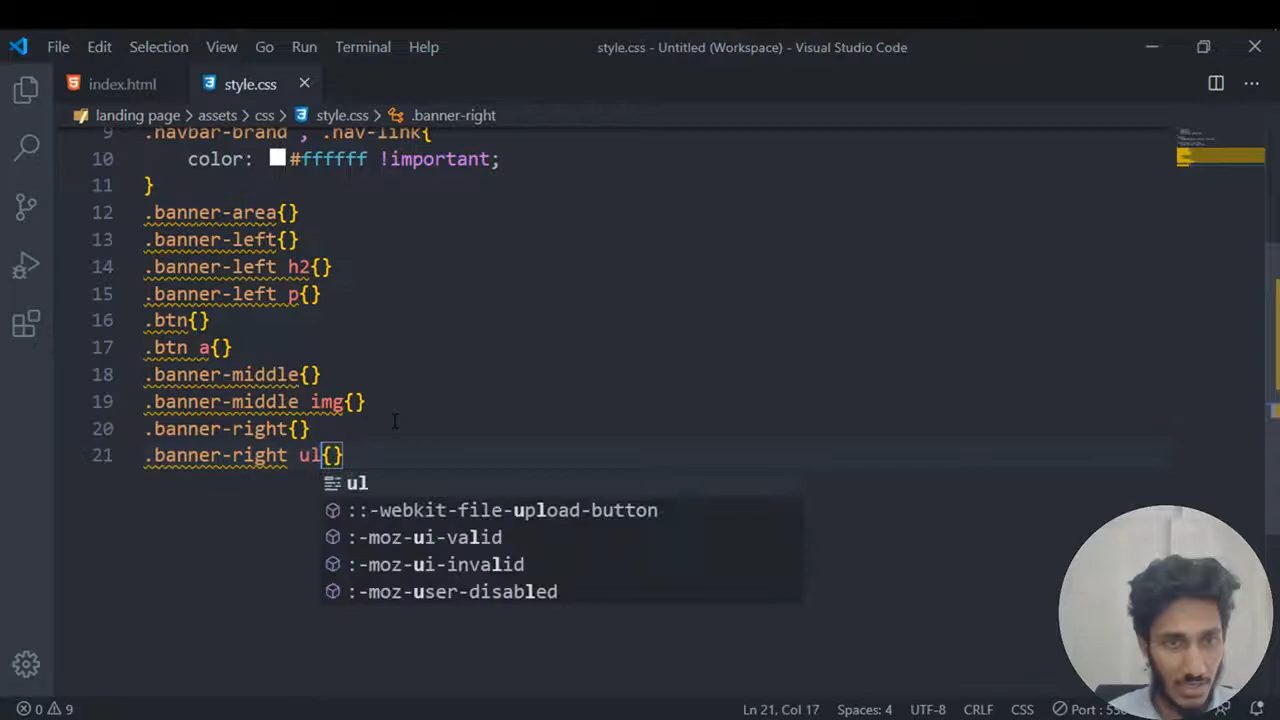 File Edit Selection View Go Run Terminal Help
style.css - Untitled (Workspace) - Visual Studio Code
index.html
style.css
landing page > assets > css > style.css > .banner-right
9 .navbar-brand , .nav-link{
10 color: #ffffff !important;
11 }
12 .banner-area{}
13 .banner-left{}
14 .banner-left h2{}
15 .banner-left p{}
16 .btn{}
17 .btn a{}
18 .banner-middle{}
19 .banner-middle img{}
20 .banner-right{}
21 .banner-right ul{}
ul
::-webkit-file-upload-button
:-moz-ui-valid
:-moz-ui-invalid
:-moz-user-disabled
0 9 Ln 21, Col 17 Spaces: 4 UTF-8 CRLF CSS Port :